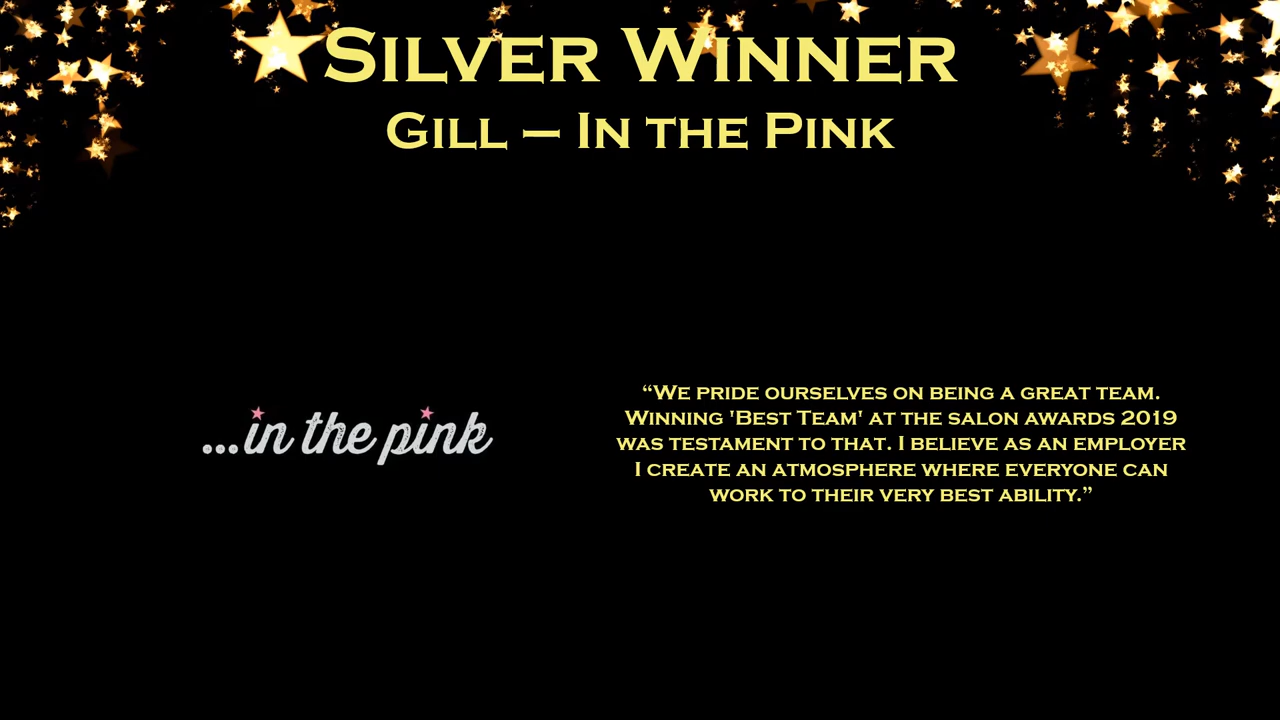 Silver Winner
Gill – In the Pink
...in the pink
“We pride ourselves on being a great team.
Winning 'Best Team' at the salon awards 2019
was testament to that. I believe as an employer
I create an atmosphere where everyone can
work to their very best ability.”